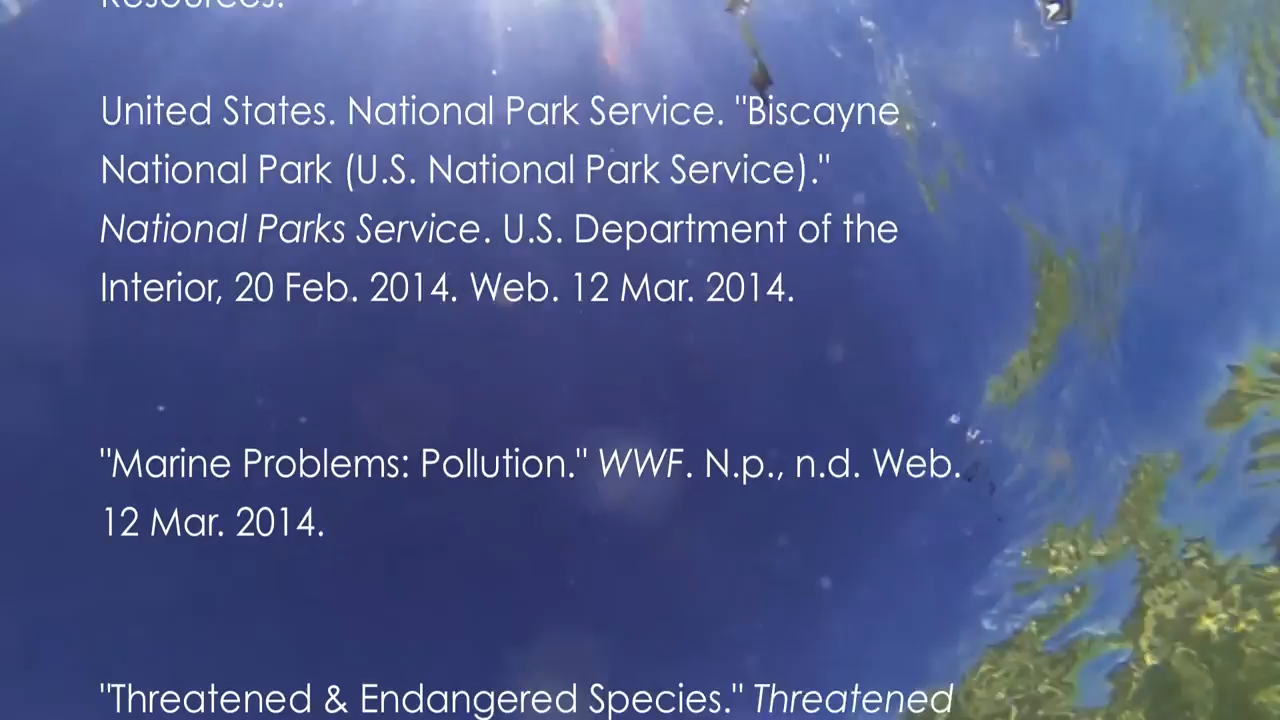 Resources.
United States. National Park Service. "Biscayne
National Park (U.S. National Park Service)."
National Parks Service. U.S. Department of the
Interior, 20 Feb. 2014. Web. 12 Mar. 2014.
"Marine Problems: Pollution." WWF. N.p., n.d. Web.
12 Mar. 2014.
"Threatened & Endangered Species." Threatened